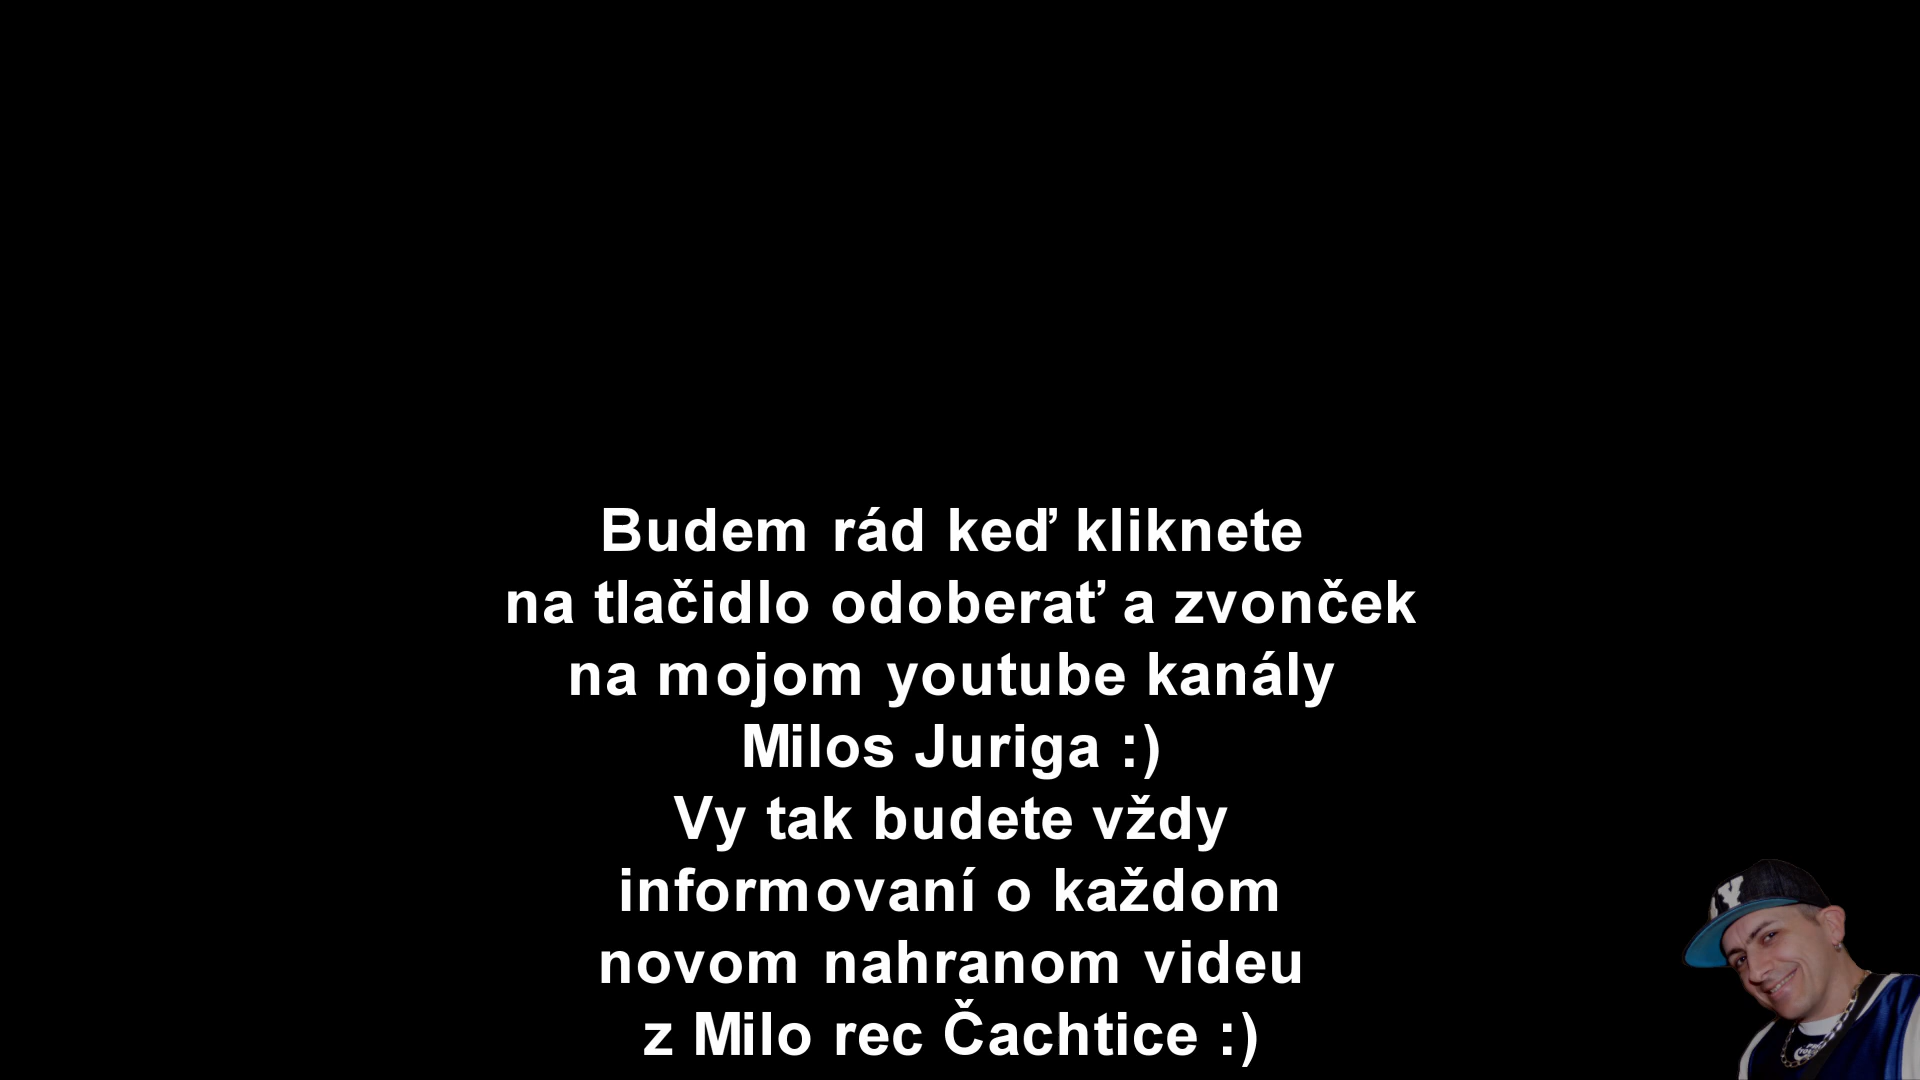 Budem rád keď kliknete
na tlačidlo odoberať a zvonček
na mojom youtube kanály
Milos Juriga :)
Vy tak budete vždy
informovaní o každom
novom nahranom videu
z Milo rec Čachtice :)